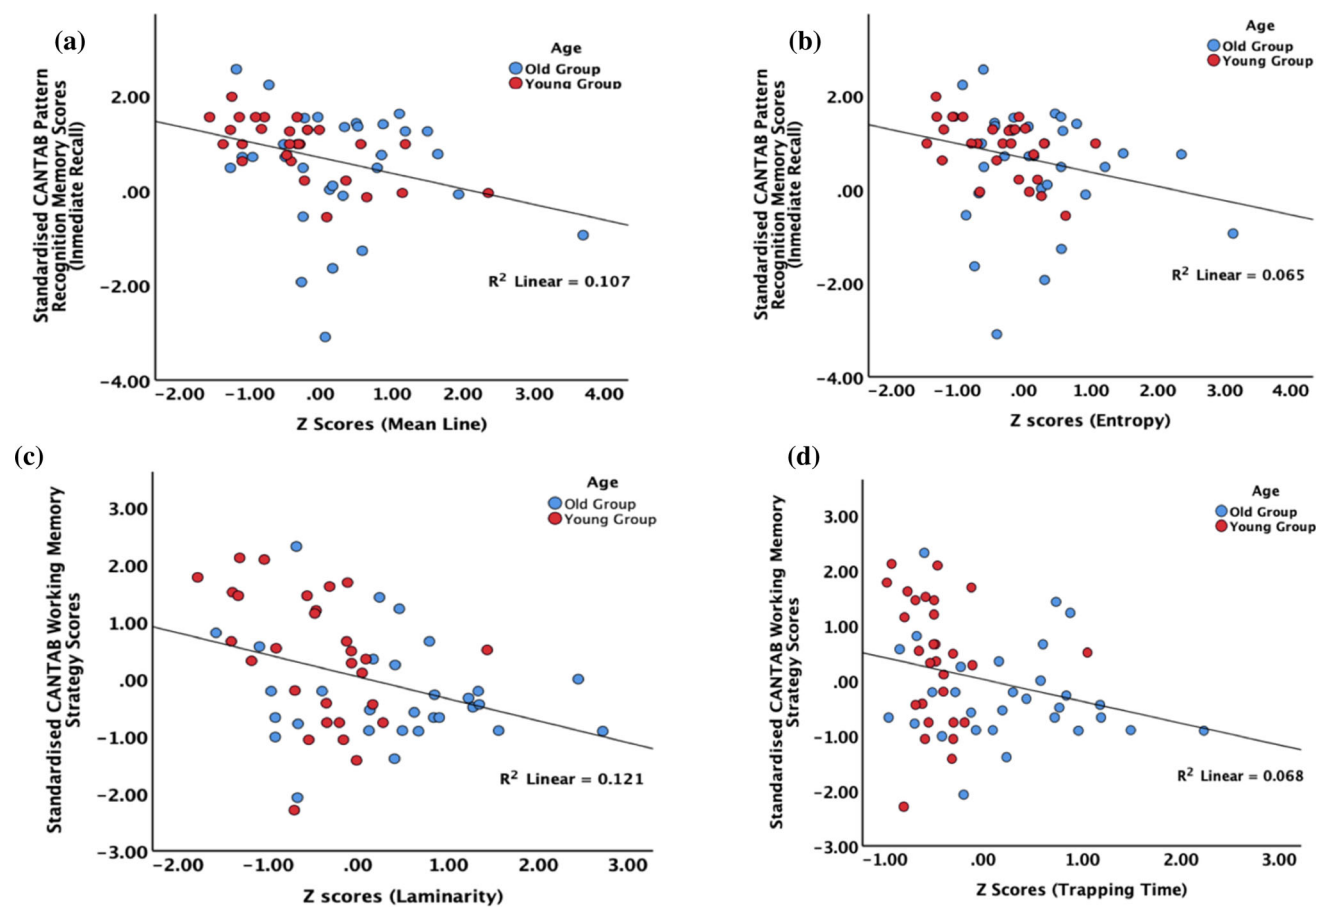 (a)
Age
Old Group
Young Group
Standardised CANTAB Pattern
Recognition Memory Scores
(Inmediate Recall)
2.00
.00
-2.00
-4.00
R2 Linear = 0.107
-2.00 -1.00 .00 1.00 2.00 3.00 4.00
Z Scores (Mean Line)
(b)
Age
Old Group
Young Group
Standardised CANTAB Pattern
Recognition Memory Scores
(Inmediate Recall)
2.00
.00
-2.00
-4.00
R2 Linear = 0.065
-2.00 -1.00 .00 1.00 2.00 3.00 4.00
Z scores (Entropy)
(c)
Age
Old Group
Young Group
Standardised CANTAB Working Memory
Strategy Scores
3.00
2.00
1.00
.00
-1.00
-2.00
-3.00
R2 Linear = 0.121
-2.00 -1.00 .00 1.00 2.00 3.00
Z scores (Laminarity)
(d)
Age
Old Group
Young Group
Standardised CANTAB Working Memory
Strategy Scores
3.00
2.00
1.00
.00
-1.00
-2.00
-3.00
R2 Linear = 0.068
-1.00 .00 1.00 2.00 3.00
Z Scores (Trapping Time)